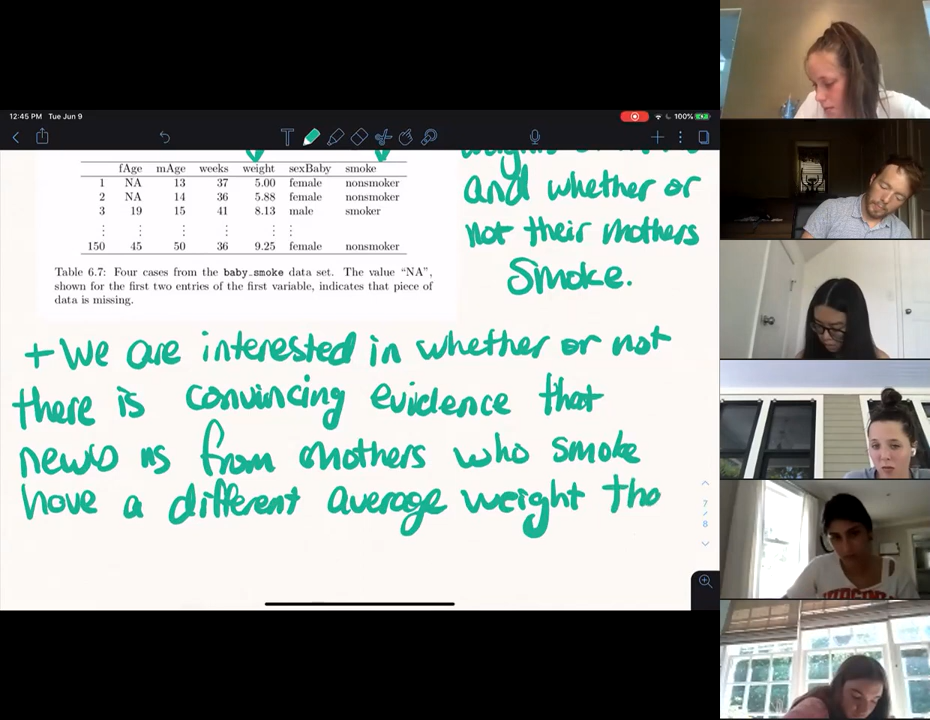 12:45 PM Tue Jun 9
100%
fAge mAge weeks weight sexBaby smoke
1 NA 13 37 5.00 female nonsmoker
2 NA 14 36 5.88 female nonsmoker
3 19 15 41 8.13 male smoker
⋮ ⋮ ⋮ ⋮ ⋮ ⋮
150 45 50 36 9.25 female nonsmoker
Table 6.7: Four cases from the baby_smoke data set. The value “NA”,
shown for the first two entries of the first variable, indicates that piece of
data is missing.
and whether or
not their mothers
smoke.
+ We are interested in whether or not
there is convincing evidence that
from mothers who smoke
have a different average weight tha
7
/
8